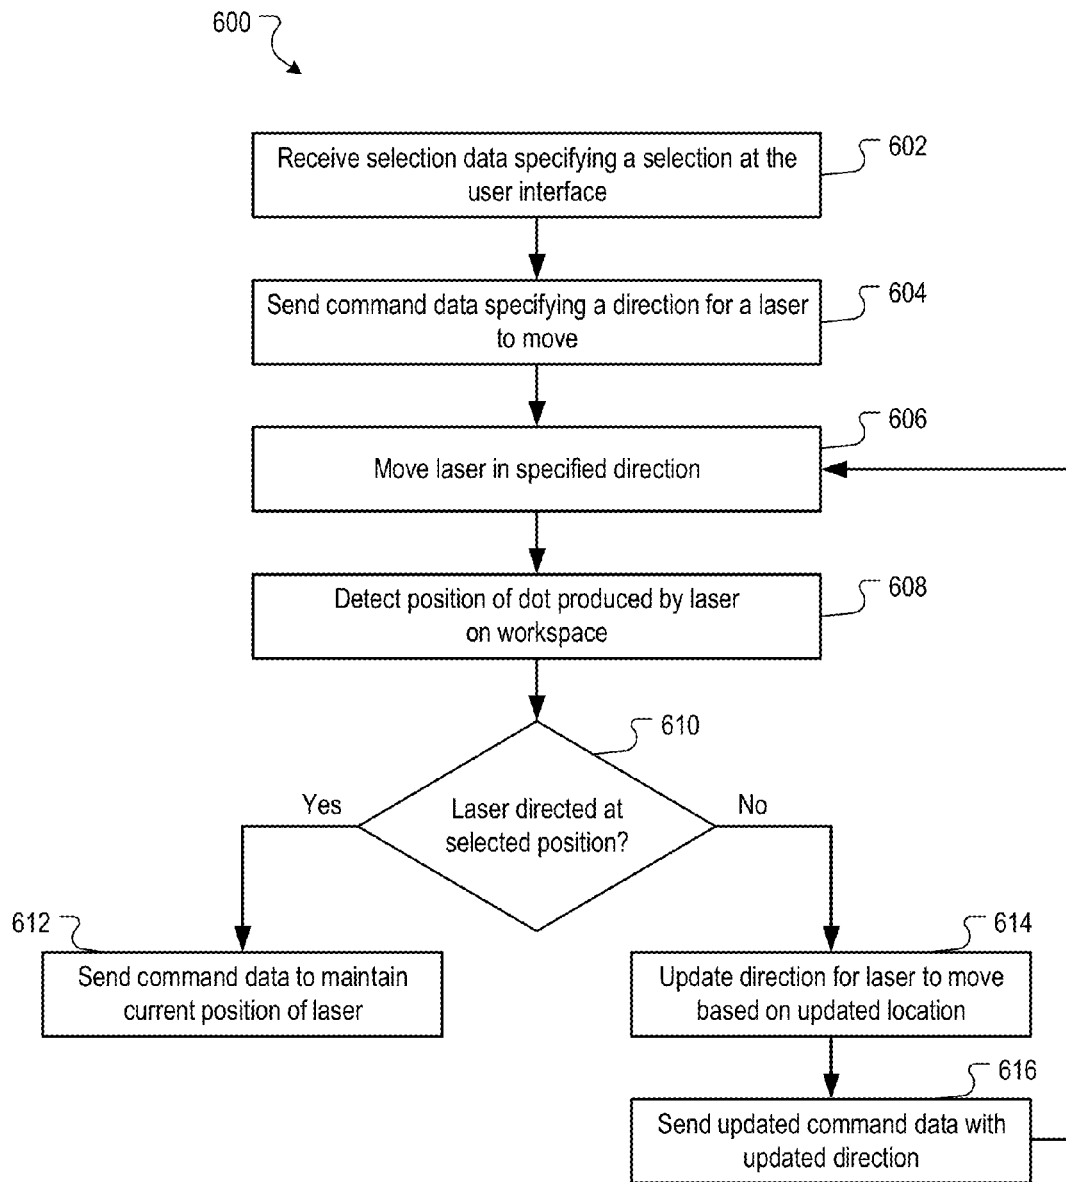 600
Receive selection data specifying a selection at the
user interface
602
Send command data specifying a direction for a laser
to move
604
606
Move laser in specified direction
Detect position of dot produced by laser
on workspace
608
610
Yes
Laser directed at
selected position?
No
612
Send command data to maintain
current position of laser
614
Update direction for laser to move
based on updated location
616
Send updated command data with
updated direction